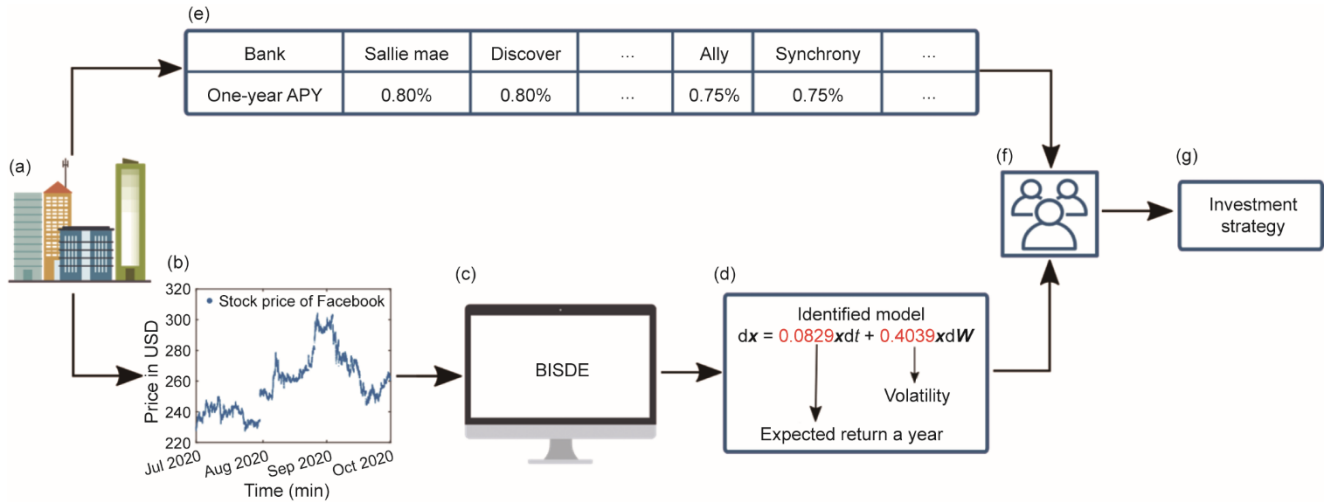 (e)
Bank Sallie mae Discover ... Ally Synchrony ...
One-year APY 0.80% 0.80% ... 0.75% 0.75% ...
(a)
(f)
(g)
Investment
strategy
(b)
Stock price of Facebook
Price in USD
320
300
280
260
240
220
Jul 2020 Aug 2020 Sep 2020 Oct 2020
Time (min)
(c)
BISDE
(d)
Identified model
dx = 0.0829xdt + 0.4039xdW
Volatility
Expected return a year